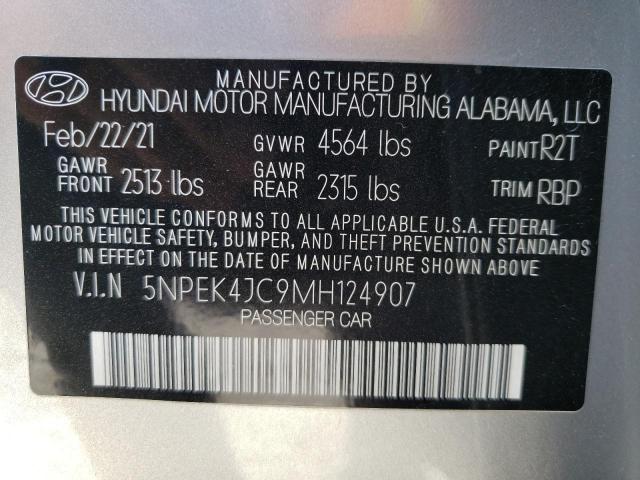 MANUFACTURED BY
HYUNDAI MOTOR MANUFACTURING ALABAMA, LLC
Feb/22/21 GVWR 4564 lbs PAINT R2T
GAWR FRONT 2513 lbs GAWR REAR 2315 lbs TRIM RBP
THIS VEHICLE CONFORMS TO ALL APPLICABLE U.S.A. FEDERAL
MOTOR VEHICLE SAFETY, BUMPER, AND THEFT PREVENTION STANDARDS
IN EFFECT ON THE DATE OF MANUFACTURE SHOWN ABOVE.
V.I.N 5NPEK4JC9MH124907
PASSENGER CAR